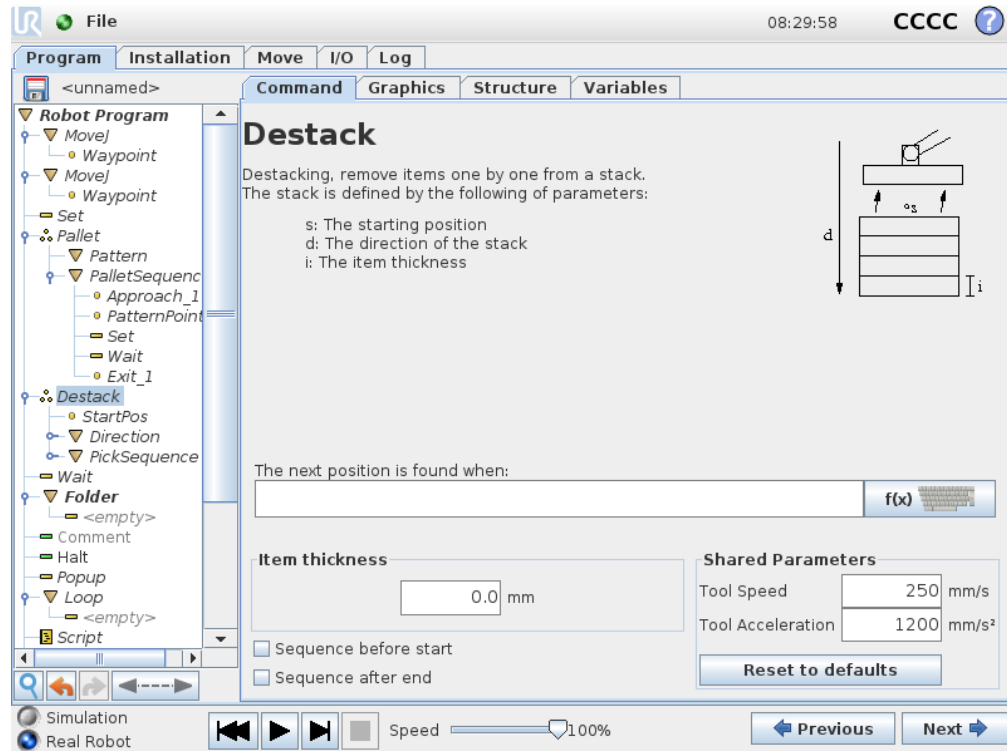 UR File 08:29:58 CCCC ?
Program Installation Move I/O Log
<unnamed> Command Graphics Structure Variables
Robot Program
MoveJ
Waypoint
MoveJ
Waypoint
Set
Pallet
Pattern
PalletSequenc
Approach_1
PatternPoint
Set
Wait
Exit_1
Destack
StartPos
Direction
PickSequence
Wait
Folder
<empty>
Comment
Halt
Popup
Loop
<empty>
Script
Destack
Destacking, remove items one by one from a stack.
The stack is defined by the following of parameters:
s: The starting position
d: The direction of the stack
i: The item thickness
s
d
i
The next position is found when:
f(x)
Item thickness
0.0 mm
Sequence before start
Sequence after end
Shared Parameters
Tool Speed 250 mm/s
Tool Acceleration 1200 mm/s²
Reset to defaults
Simulation
Real Robot
Speed 100%
Previous Next